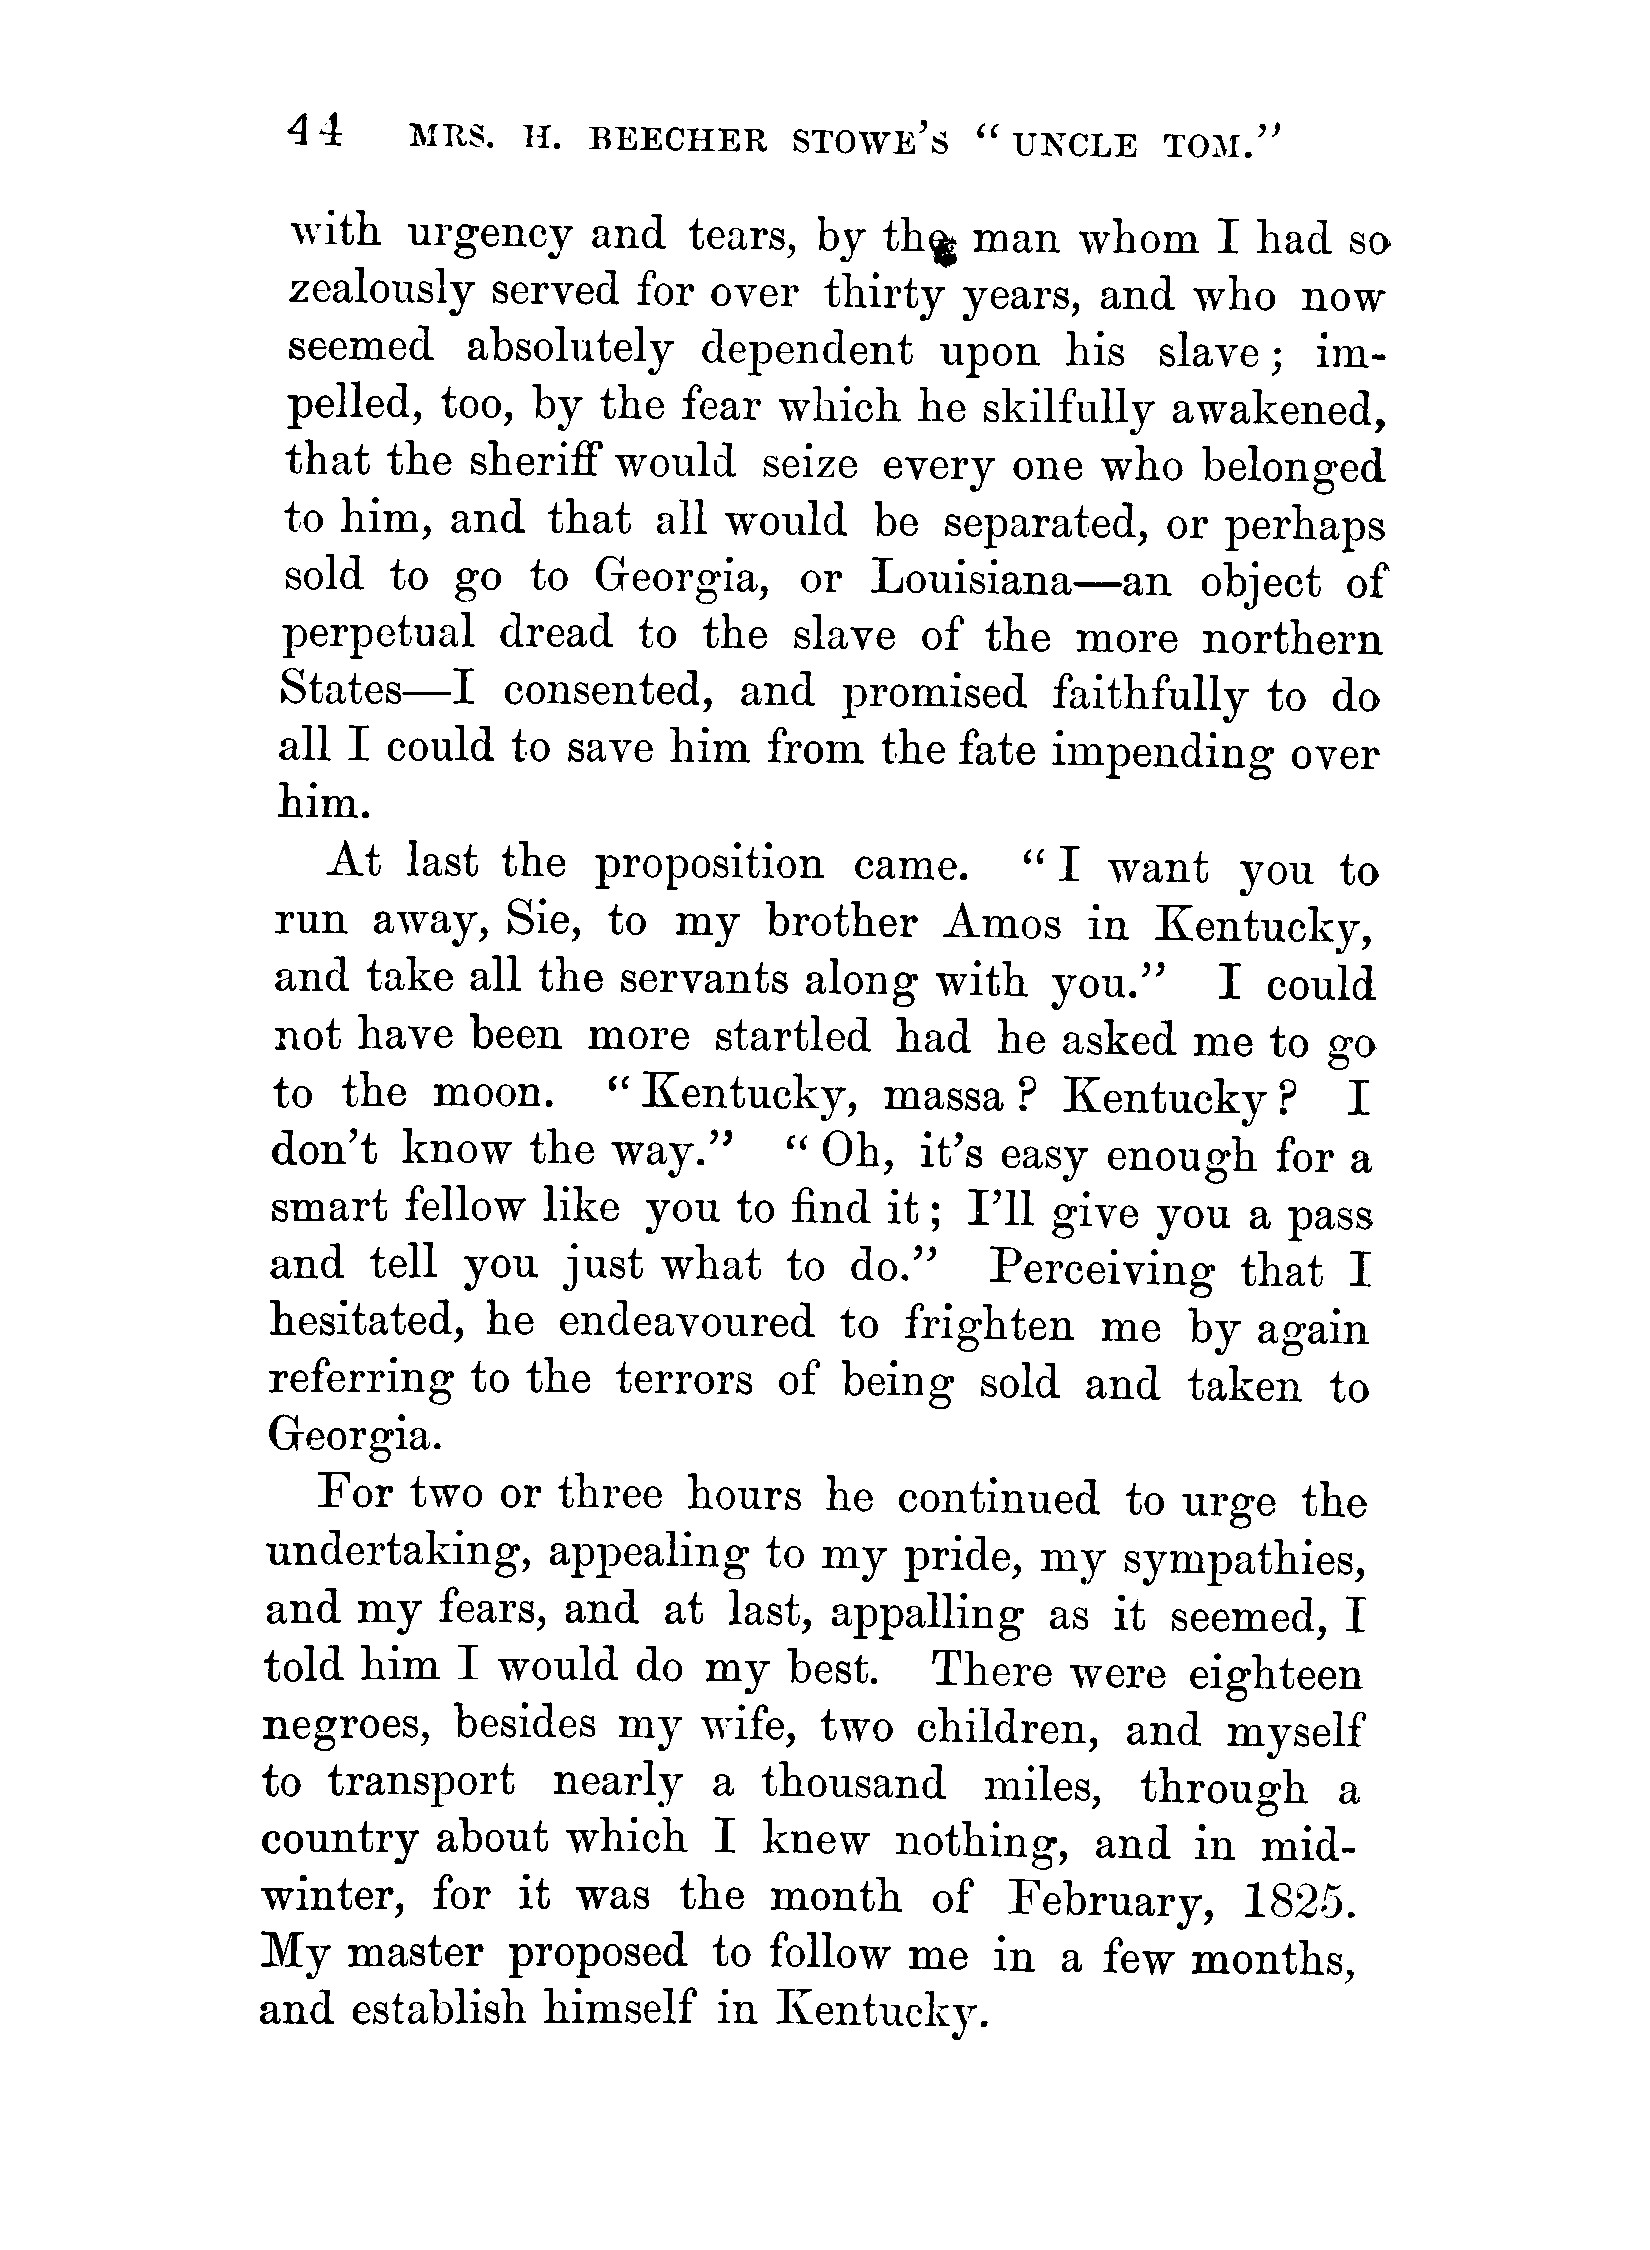 44 MRS. H. BEECHER STOWE'S "UNCLE TOM."
with urgency and tears, by the man whom I had so
zealously served for over thirty years, and who now
seemed absolutely dependent upon his slave; im-
pelled, too, by the fear which he skilfully awakened,
that the sheriff would seize every one who belonged
to him, and that all would be separated, or perhaps
sold to go to Georgia, or Louisiana—an object of
perpetual dread to the slave of the more northern
States—I consented, and promised faithfully to do
all I could to save him from the fate impending over
him.
At last the proposition came. "I want you to
run away, Sie, to my brother Amos in Kentucky,
and take all the servants along with you." I could
not have been more startled had he asked me to go
to the moon. "Kentucky, massa? Kentucky? I
don't know the way." "Oh, it's easy enough for a
smart fellow like you to find it; I'll give you a pass
and tell you just what to do." Perceiving that I
hesitated, he endeavoured to frighten me by again
referring to the terrors of being sold and taken to
Georgia.
For two or three hours he continued to urge the
undertaking, appealing to my pride, my sympathies,
and my fears, and at last, appalling as it seemed, I
told him I would do my best. There were eighteen
negroes, besides my wife, two children, and myself
to transport nearly a thousand miles, through a
country about which I knew nothing, and in mid-
winter, for it was the month of February, 1825.
My master proposed to follow me in a few months,
and establish himself in Kentucky.